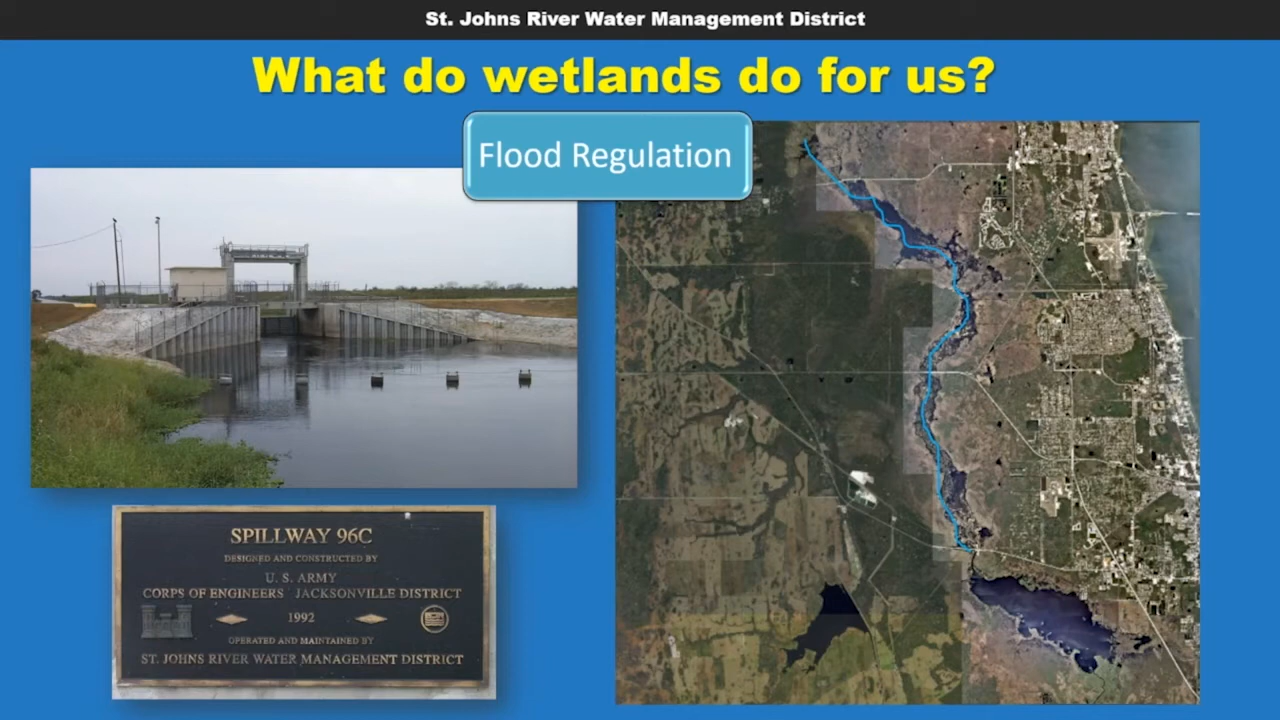 St. Johns River Water Management District
What do wetlands do for us?
Flood Regulation
SPILLWAY 96C
DESIGNED AND CONSTRUCTED BY
U. S. ARMY
CORPS OF ENGINEERS JACKSONVILLE DISTRICT
1992
OPERATED AND MAINTAINED BY
ST. JOHNS RIVER WATER MANAGEMENT DISTRICT